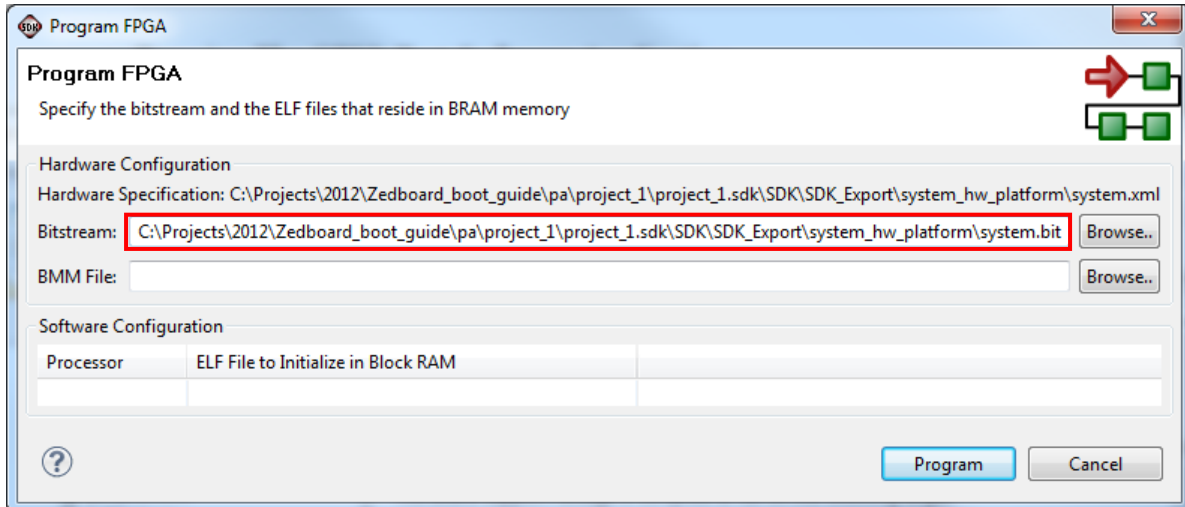 SDK Program FPGA
Program FPGA
Specify the bitstream and the ELF files that reside in BRAM memory
Hardware Configuration
Hardware Specification: C:\Projects\2012\Zedboard_boot_guide\pa\project_1\project_1.sdk\SDK\SDK_Export\system_hw_platform\system.xml
Bitstream: C:\Projects\2012\Zedboard_boot_guide\pa\project_1\project_1.sdk\SDK\SDK_Export\system_hw_platform\system.bit Browse..
BMM File: Browse..
Software Configuration
Processor ELF File to Initialize in Block RAM
? Program Cancel